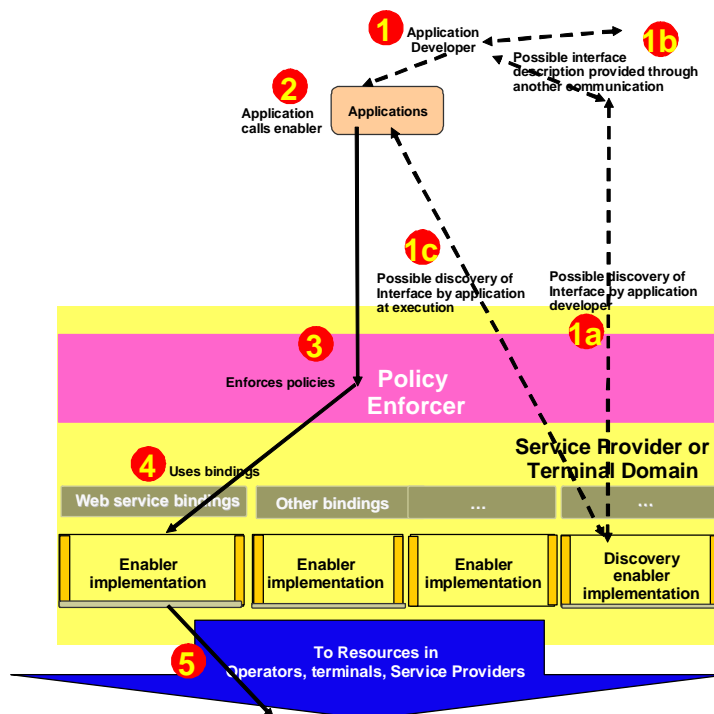 1
Application
Developer
1b
Possible interface
description provided through
another communication
2
Application
calls enabler
Applications
1c
Possible discovery of
Interface by application
at execution
Possible discovery of
Interface by application
developer
1a
3
Enforces policies
Policy
Enforcer
4
Uses bindings
Service Provider or
Terminal Domain
Web service bindings
Other bindings
...
...
Enabler
implementation
Enabler
implementation
Enabler
implementation
Discovery
enabler
implementation
5
To Resources in
Operators, terminals, Service Providers